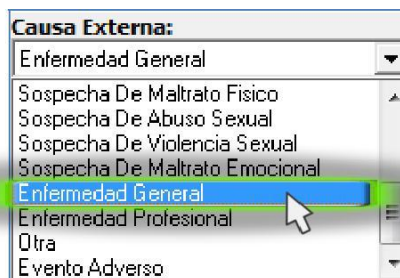 Causa Externa:
Enfermedad General
Sospecha De Maltrato Fisico
Sospecha De Abuso Sexual
Sospecha De Violencia Sexual
Sospecha De Maltrato Emocional
Enfermedad General
Enfermedad Profesional
Otra
Evento Adverso